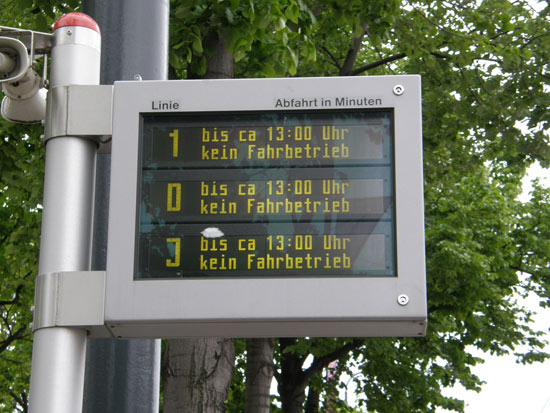 Linie Abfahrt in Minuten
1 bis ca 13:00 Uhr
kein Fahrbetrieb
D bis ca 13:00 Uhr
kein Fahrbetrieb
J bis ca 13:00 Uhr
kein Fahrbetrieb